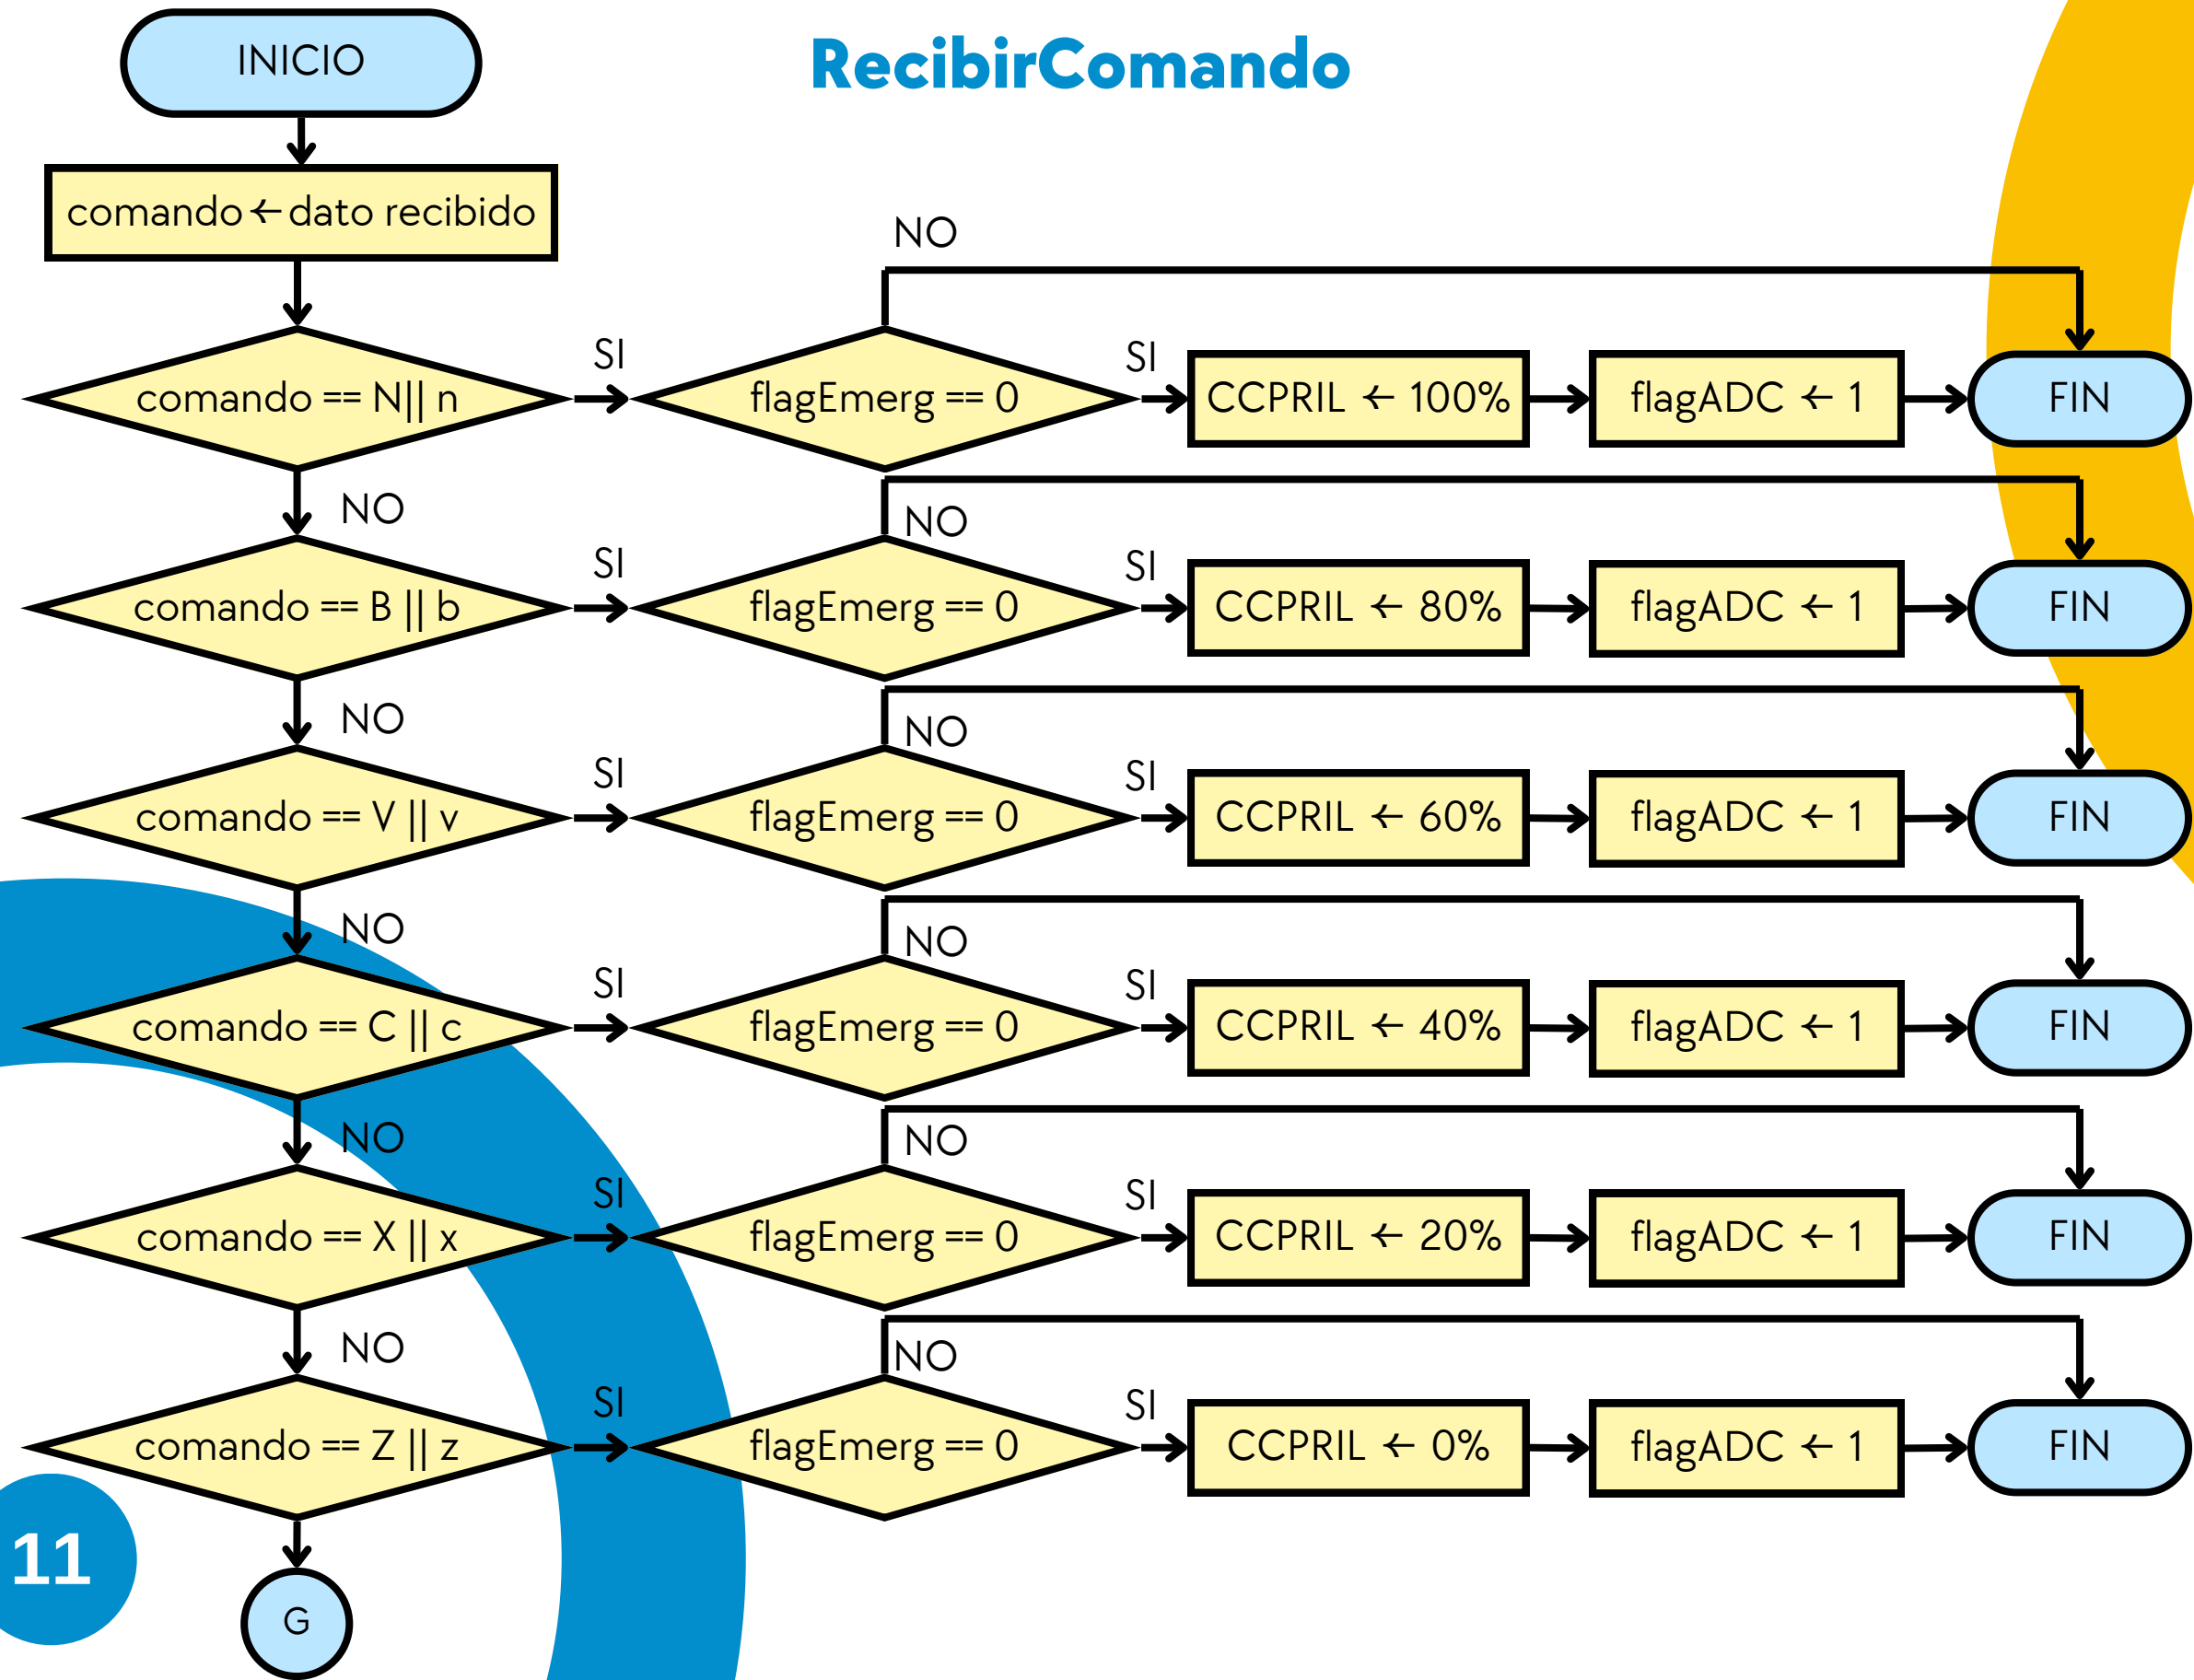 RecibirComando
INICIO
comando ← dato recibido
NO
comando == N|| n
SI
flagEmerg == 0
SI
CCPRIL ← 100%
flagADC ← 1
FIN
NO
NO
comando == B || b
SI
flagEmerg == 0
SI
CCPRIL ← 80%
flagADC ← 1
FIN
NO
NO
comando == V || v
SI
flagEmerg == 0
SI
CCPRIL ← 60%
flagADC ← 1
FIN
NO
NO
comando == C || c
SI
flagEmerg == 0
SI
CCPRIL ← 40%
flagADC ← 1
FIN
NO
NO
comando == X || x
SI
flagEmerg == 0
SI
CCPRIL ← 20%
flagADC ← 1
FIN
NO
NO
comando == Z || z
SI
flagEmerg == 0
SI
CCPRIL ← 0%
flagADC ← 1
FIN
11
G